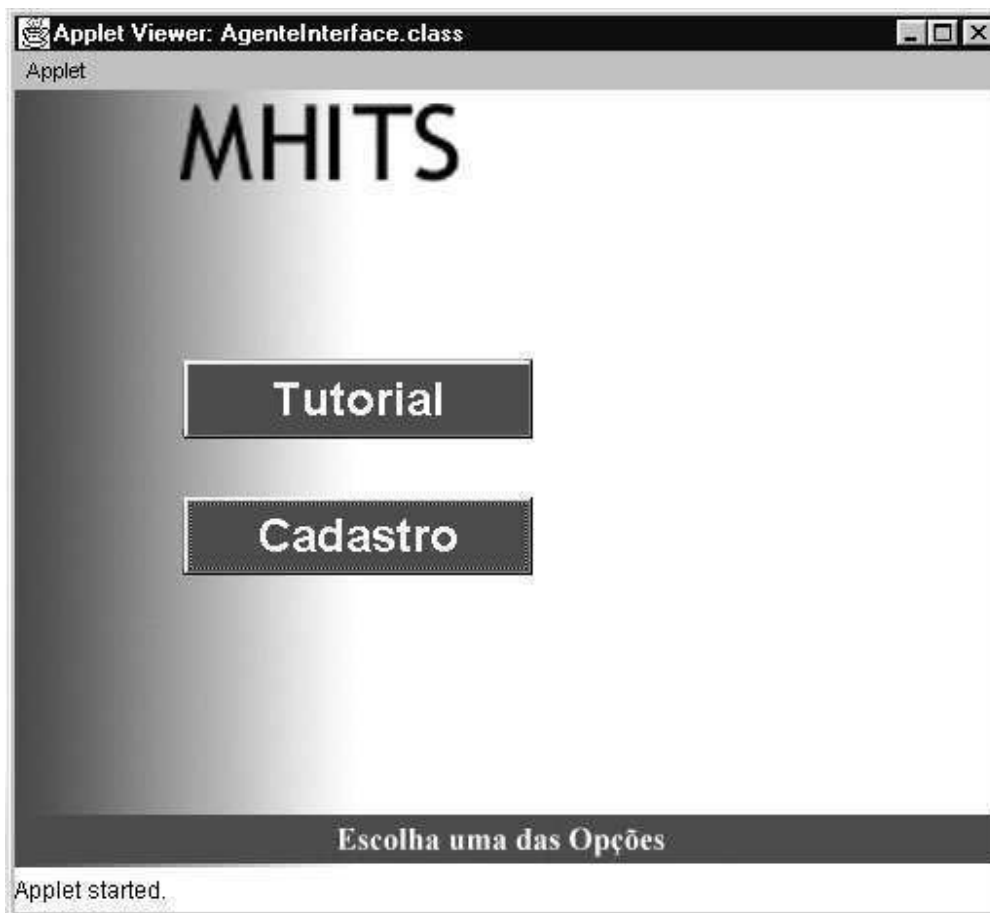 Applet Viewer: AgenteInterface.class
Applet
MHITS
Tutorial
Cadastro
Escolha uma das Opções
Applet started.